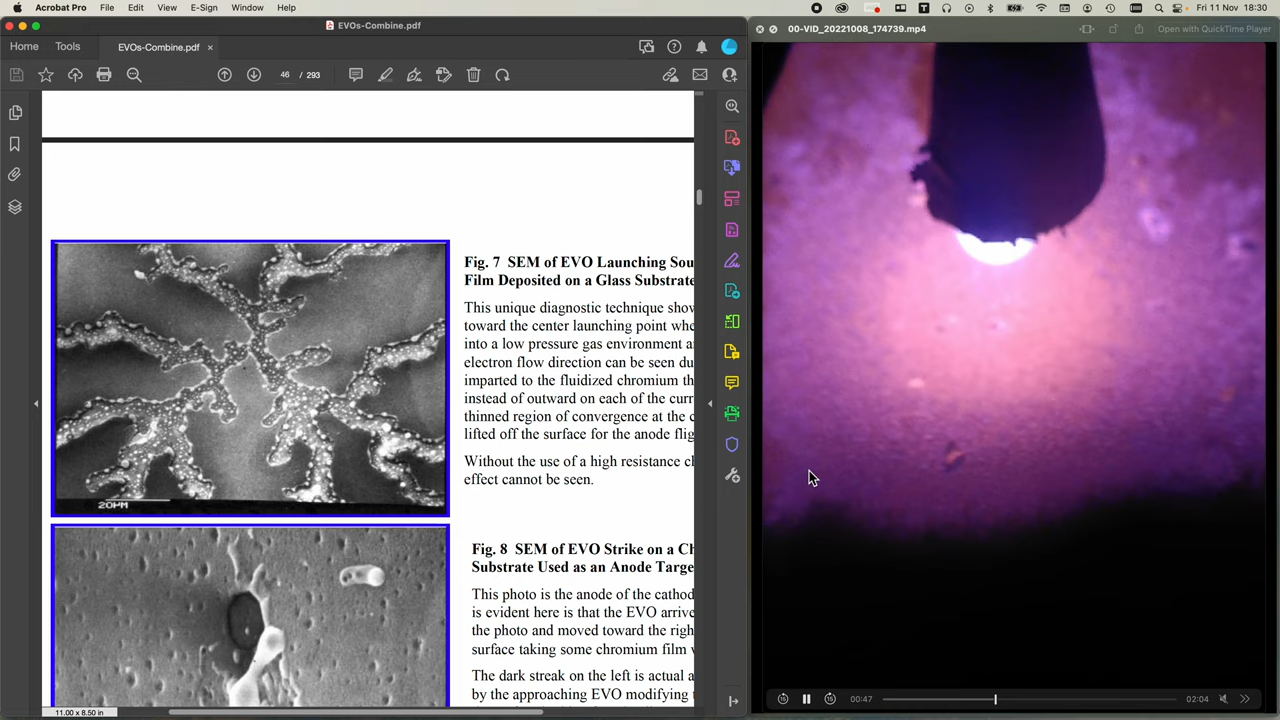 Acrobat Pro File Edit View E-Sign Window Help Fri 11 Nov 18:30
EVOs-Combine.pdf
Home Tools EVOs-Combine.pdf ×
46 / 293
Fig. 7 SEM of EVO Launching Sou
Film Deposited on a Glass Substrate
This unique diagnostic technique show
toward the center launching point whe
into a low pressure gas environment a
electron flow direction can be seen du
imparted to the fluidized chromium th
instead of outward on each of the curr
thinned region of convergence at the c
lifted off the surface for the anode flig
Without the use of a high resistance ch
effect cannot be seen.
20µM
Fig. 8 SEM of EVO Strike on a Ch
Substrate Used as an Anode Targe
This photo is the anode of the cathod
is evident here is that the EVO arrive
the photo and moved toward the righ
surface taking some chromium film w
The dark streak on the left is actual a
by the approaching EVO modifying t
11.00 x 8.50 in
00-VID_20221008_174739.mp4 Open with QuickTime Player
00:47 02:04